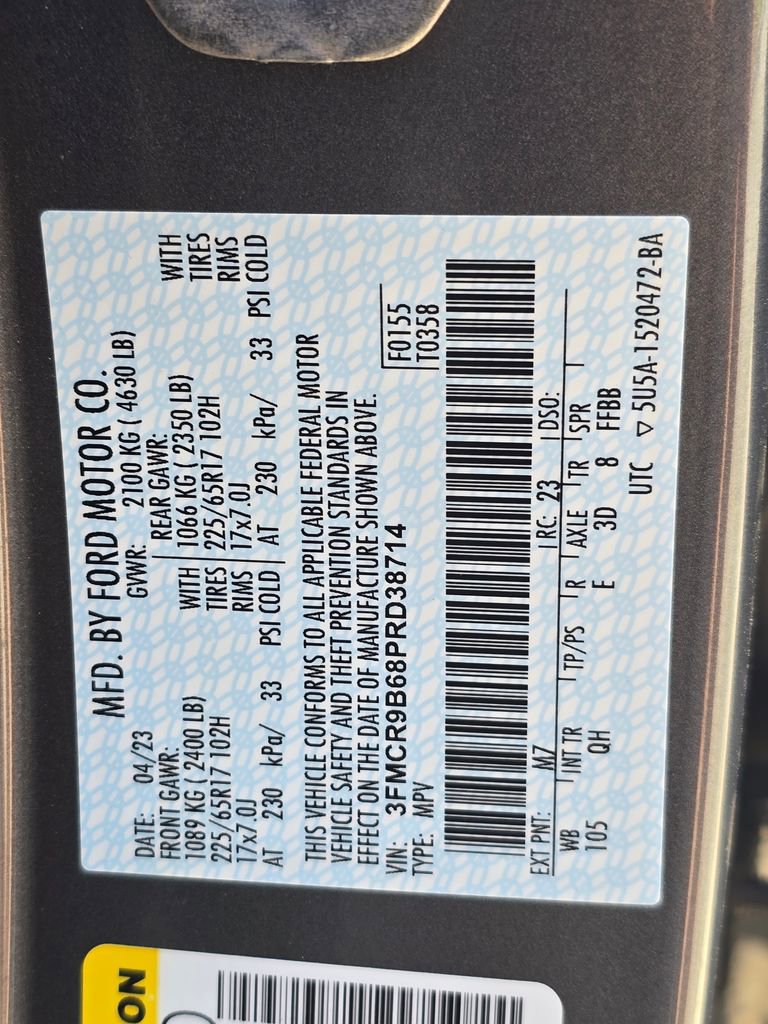 MFD. BY FORD MOTOR CO.
DATE: 04/23 GVWR: 2100 KG ( 4630 LB)
FRONT GAWR: REAR GAWR:
1089 KG ( 2400 LB) WITH 1066 KG ( 2350 LB) WITH
225/65R17 102H TIRES 225/65R17 102H TIRES
17x7.0J RIMS 17x7.0J RIMS
AT 230 kPa/ 33 PSI COLD AT 230 kPa/ 33 PSI COLD
THIS VEHICLE CONFORMS TO ALL APPLICABLE FEDERAL MOTOR
VEHICLE SAFETY AND THEFT PREVENTION STANDARDS IN
EFFECT ON THE DATE OF MANUFACTURE SHOWN ABOVE.
VIN: 3FMCR9B68PRD38714 F0155
TYPE: MPV T0358
EXT PNT: M7 RC: 23 DSO:
WB INT TR TP/PS R AXLE TR SPR
105 QH E 3D 8 FFBB
UTC ▽ 5U5A-1520472-BA
ON